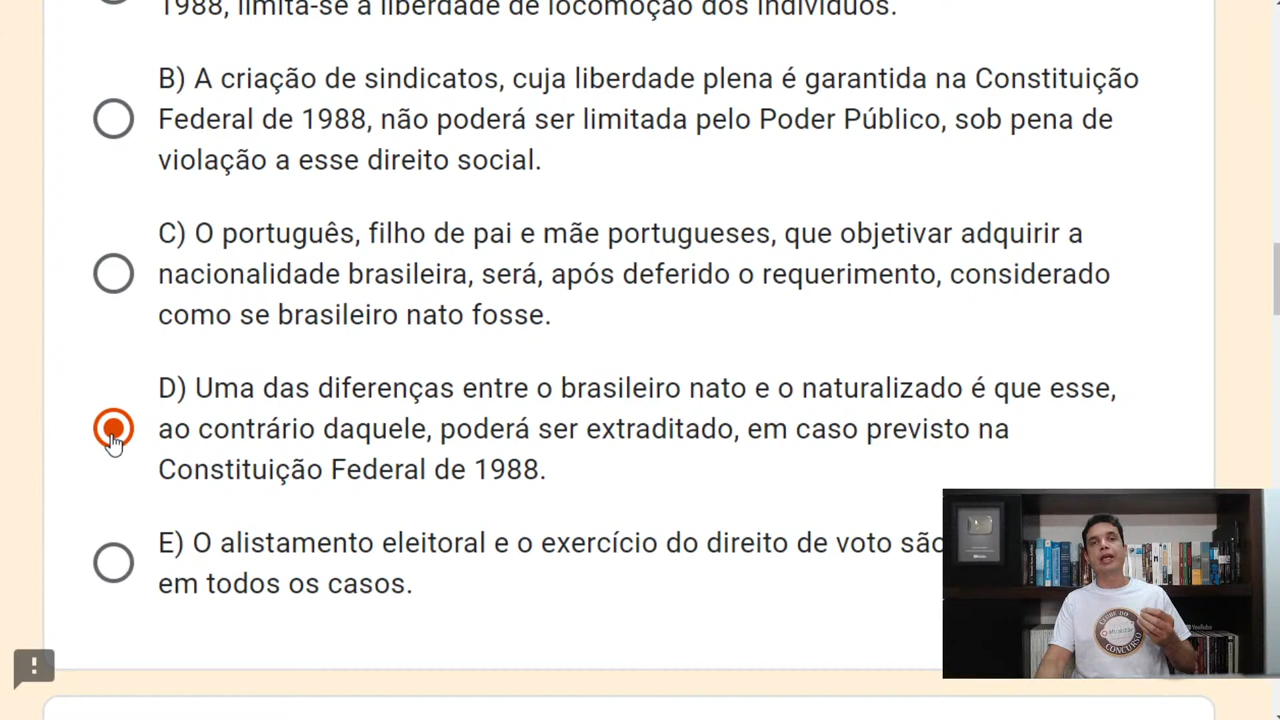 1988, limita-se à liberdade de locomoção dos indivíduos.
B) A criação de sindicatos, cuja liberdade plena é garantida na Constituição
Federal de 1988, não poderá ser limitada pelo Poder Público, sob pena de
violação a esse direito social.
C) O português, filho de pai e mãe portugueses, que objetivar adquirir a
nacionalidade brasileira, será, após deferido o requerimento, considerado
como se brasileiro nato fosse.
D) Uma das diferenças entre o brasileiro nato e o naturalizado é que esse,
ao contrário daquele, poderá ser extraditado, em caso previsto na
Constituição Federal de 1988.
E) O alistamento eleitoral e o exercício do direito de voto são
em todos os casos.
!
CLUBE DO
CONCURSO
YouTube